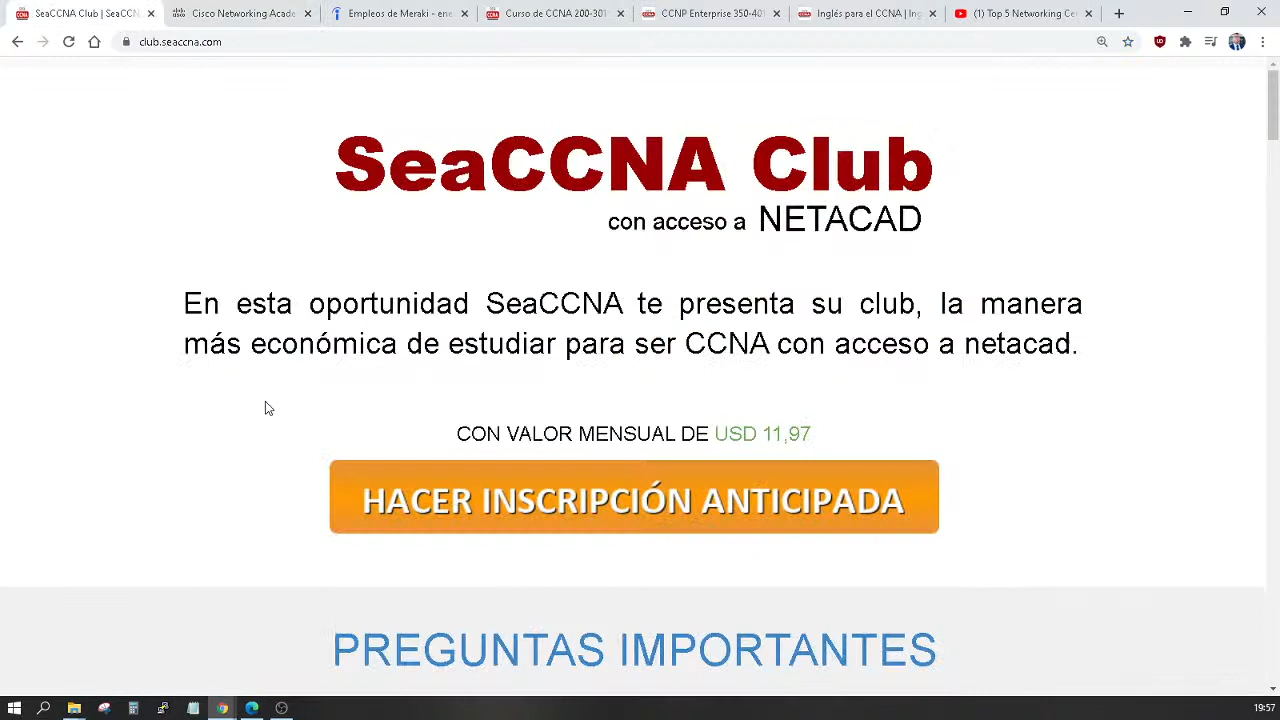 SeaCCNA Club | SeaCCN
Cisco Networking Acade
Empleos de Meraki - ene
Curso de CCNA 200-301
CCNP Enterprise 350-401
Inglés para el CCNA | Ing
(1) Top 5 Networking Ce
club.seaccna.com
SeaCCNA Club
con acceso a NETACAD
En esta oportunidad SeaCCNA te presenta su club, la manera
más económica de estudiar para ser CCNA con acceso a netacad.
CON VALOR MENSUAL DE USD 11,97
HACER INSCRIPCIÓN ANTICIPADA
PREGUNTAS IMPORTANTES
19:57